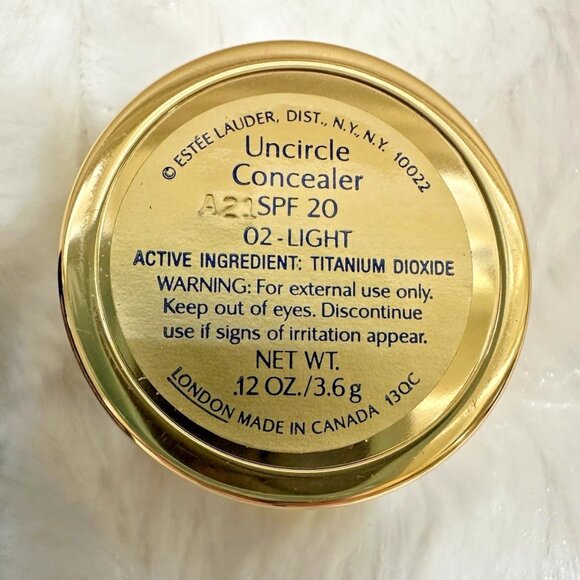 © ESTÉE LAUDER, DIST., N.Y., N.Y. 10022
Uncircle
Concealer
A21 SPF 20
02-LIGHT
ACTIVE INGREDIENT: TITANIUM DIOXIDE
WARNING: For external use only.
Keep out of eyes. Discontinue
use if signs of irritation appear.
NET WT.
.12 OZ./3.6 g
LONDON MADE IN CANADA 13QC